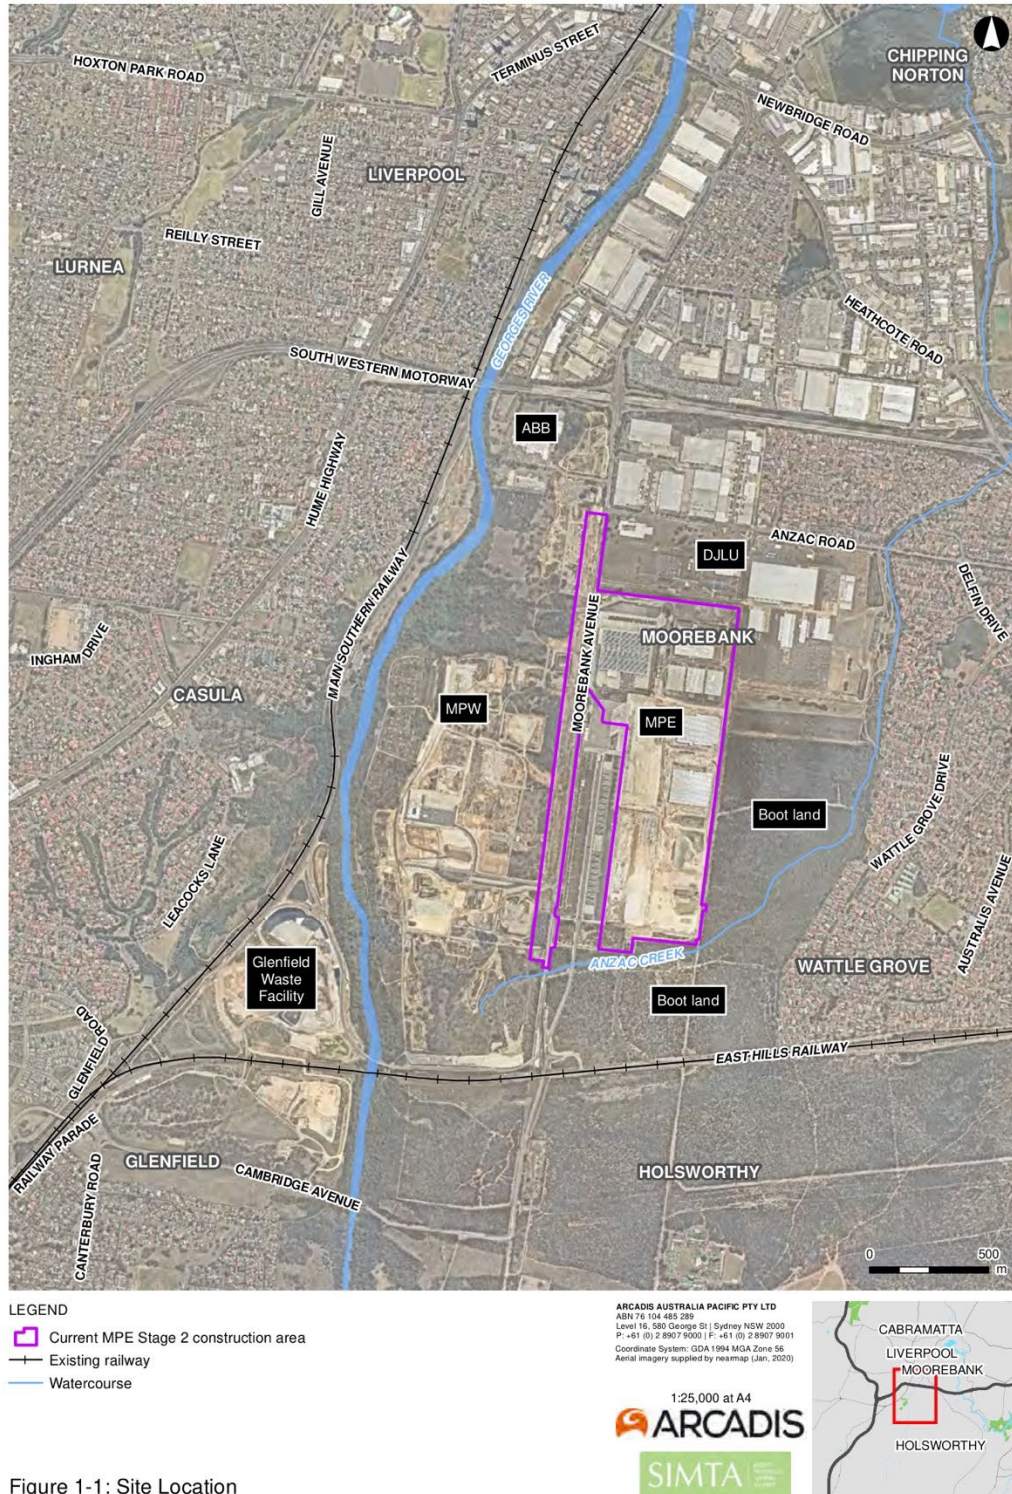 CHIPPING
NORTON
HOXTON PARK ROAD
TERMINUS STREET
NEWBRIDGE ROAD
GILL AVENUE
LIVERPOOL
REILLY STREET
LURNEA
GEORGES RIVER
HEATHCOTE ROAD
SOUTH WESTERN MOTORWAY
ABB
HUME HIGHWAY
ANZAC ROAD
DJLU
DELFIN DRIVE
MAIN SOUTHERN RAILWAY
MOOREBANK AVENUE
MOOREBANK
INGHAM DRIVE
CASULA
MPW
MPE
WATTLE GROVE DRIVE
Boot land
LEACOCKS LANE
AUSTRALIS AVENUE
Glenfield
Waste
Facility
ANZAC CREEK
WATTLE GROVE
Boot land
GLENFIELD ROAD
EAST HILLS RAILWAY
RAILWAY PARADE
GLENFIELD
CAMBRIDGE AVENUE
HOLSWORTHY
CANTERBURY ROAD
0 500
m
LEGEND
Current MPE Stage 2 construction area
Existing railway
Watercourse
ARCADIS AUSTRALIA PACIFIC PTY LTD
ABN 76 104 485 289
Level 16, 580 George St | Sydney NSW 2000
P: +61 (0) 2 8907 9000 | F: +61 (0) 2 8907 9001
Coordinate System: GDA 1994 MGA Zone 56
Aerial imagery supplied by nearmap (Jan, 2020)
1:25,000 at A4
ARCADIS
SIMTA
CABRAMATTA
LIVERPOOL
MOOREBANK
HOLSWORTHY
Figure 1-1: Site Location